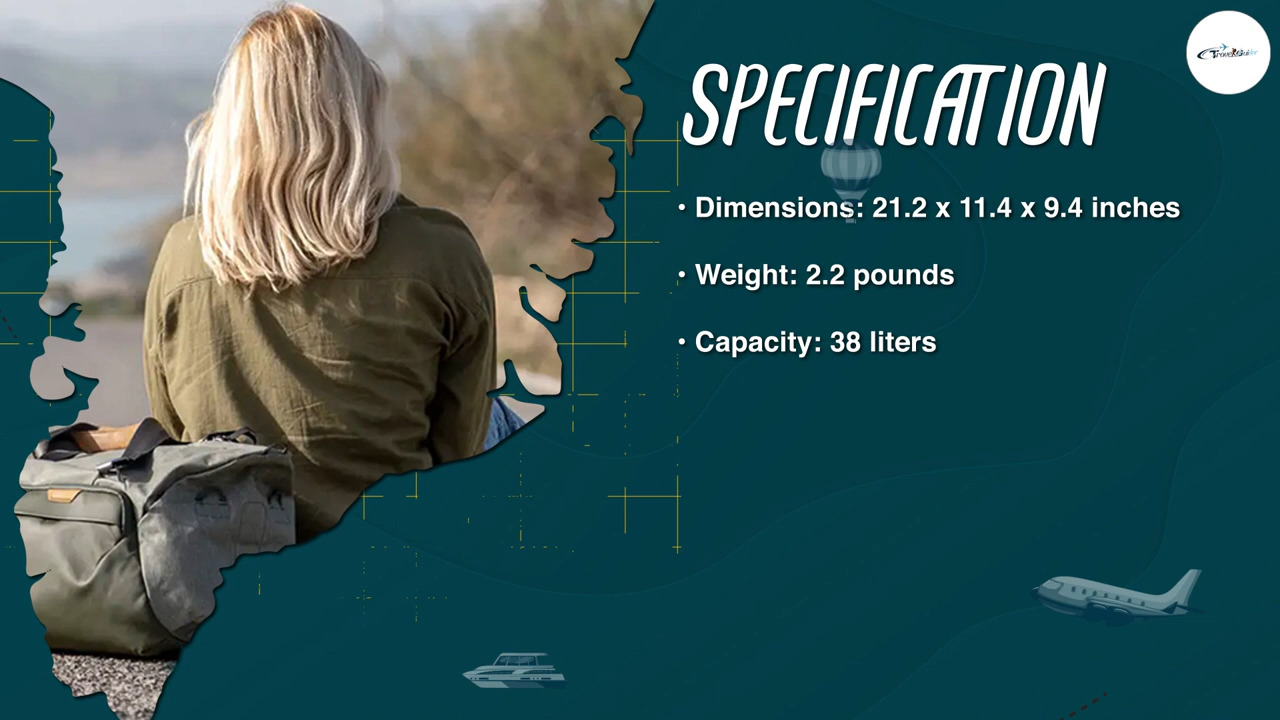 SPECIFICATION
• Dimensions: 21.2 x 11.4 x 9.4 inches
• Weight: 2.2 pounds
• Capacity: 38 liters